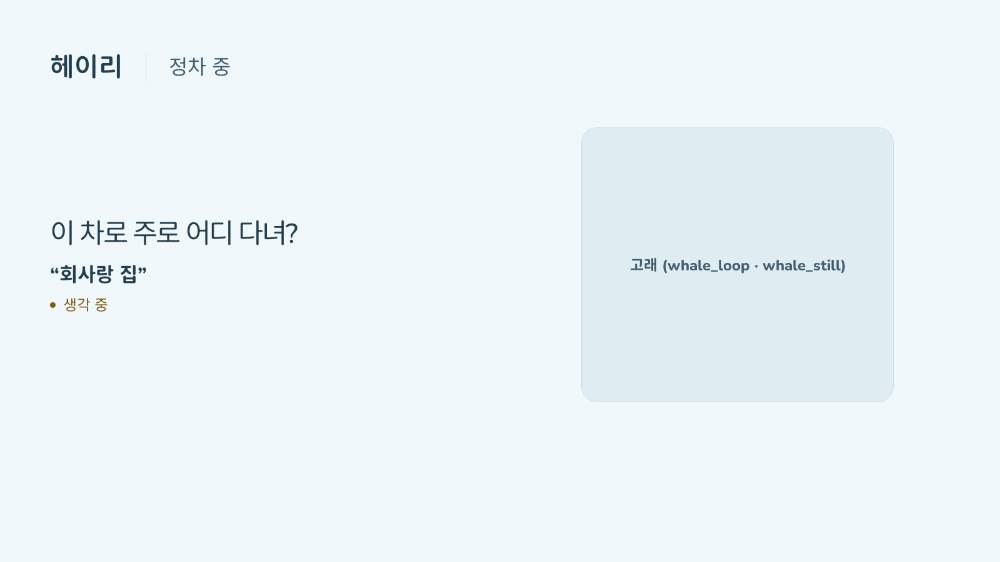 헤이리
정차 중
이 차로 주로 어디 다녀?
“회사랑 집”
• 생각 중
고래 (whale_loop · whale_still)